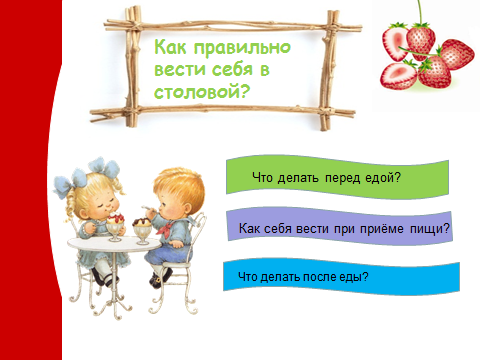 Как правильно
вести себя в
столовой?
Что делать перед едой?
Как себя вести при приёме пищи?
Что делать после еды?